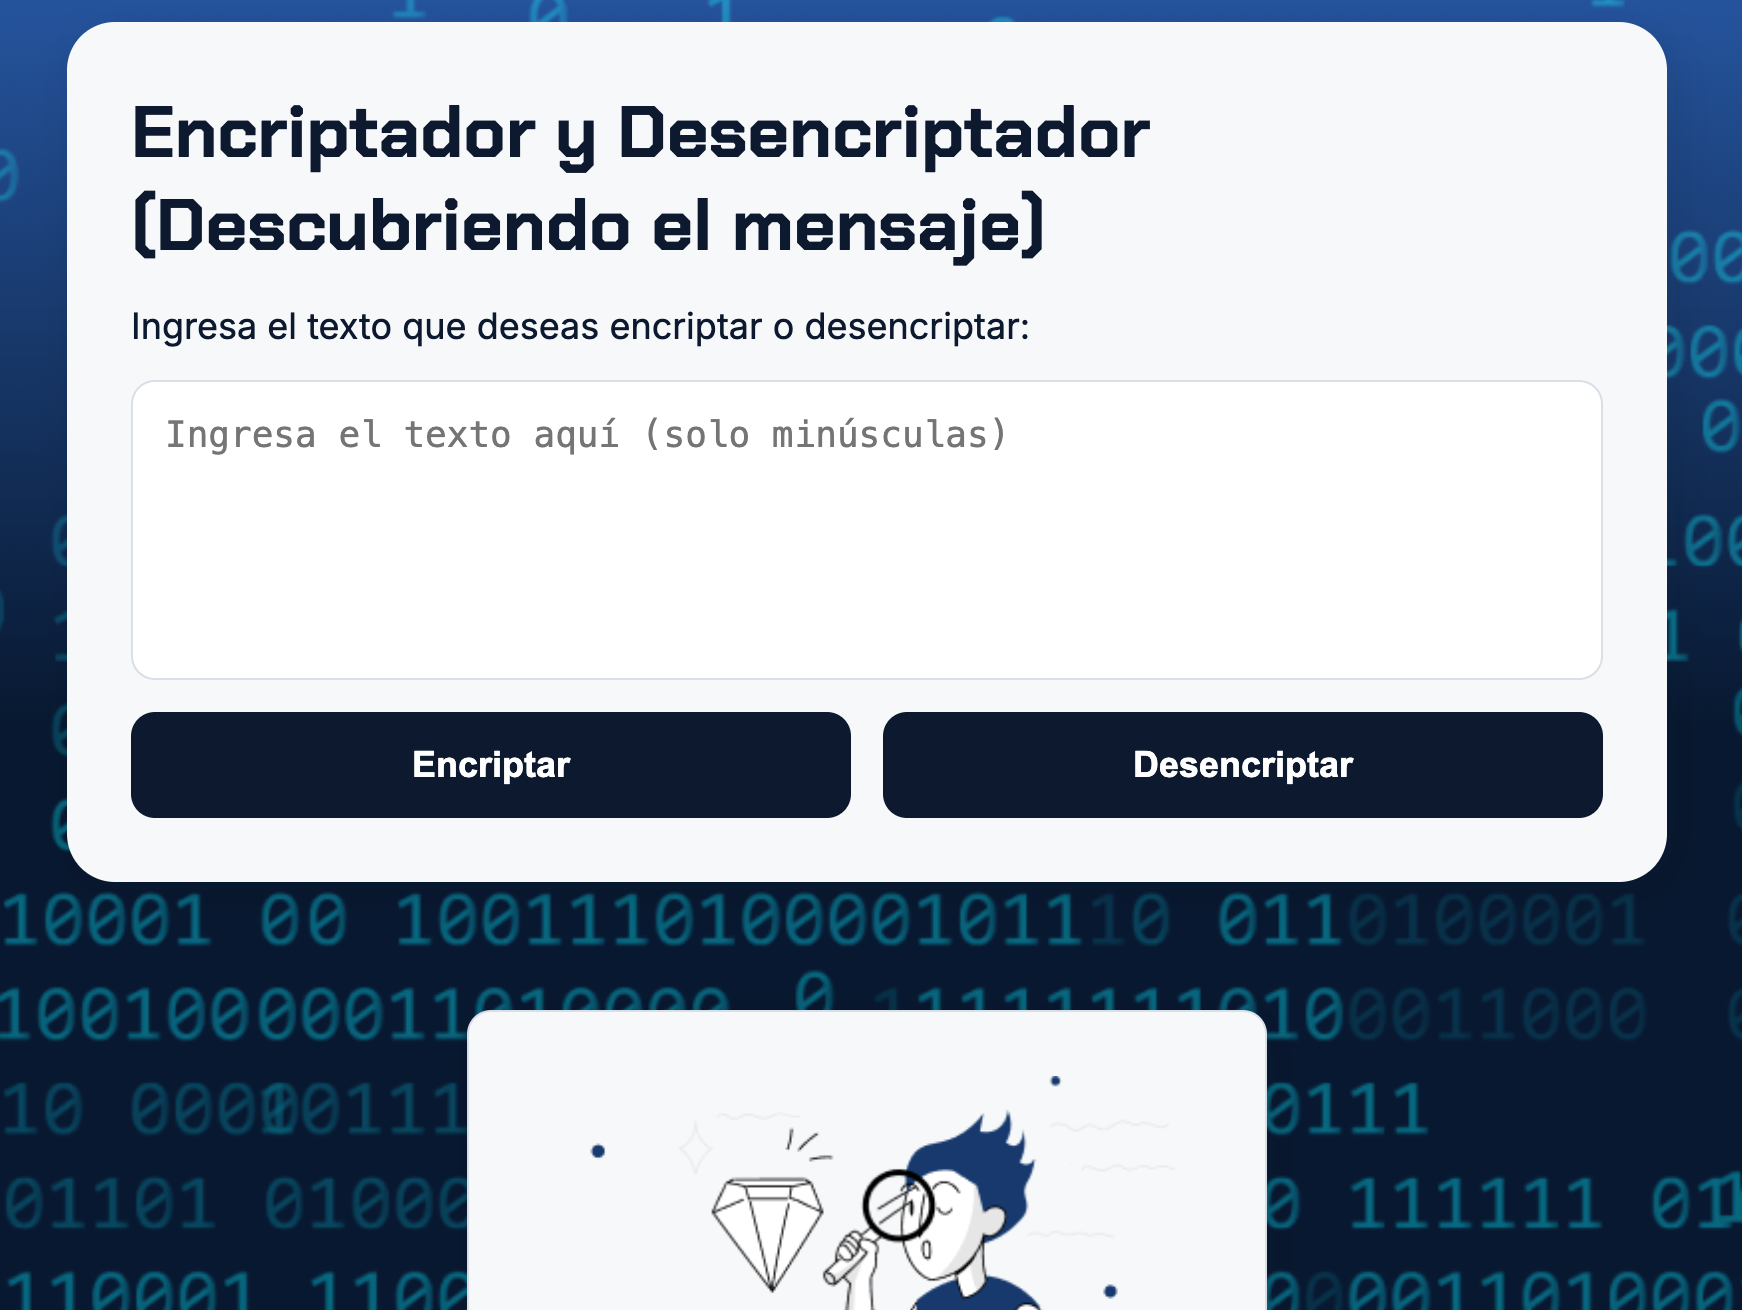 Encriptador y Desencriptador
(Descubriendo el mensaje)
Ingresa el texto que deseas encriptar o desencriptar:
Ingresa el texto aquí (solo minúsculas)
Encriptar
Desencriptar